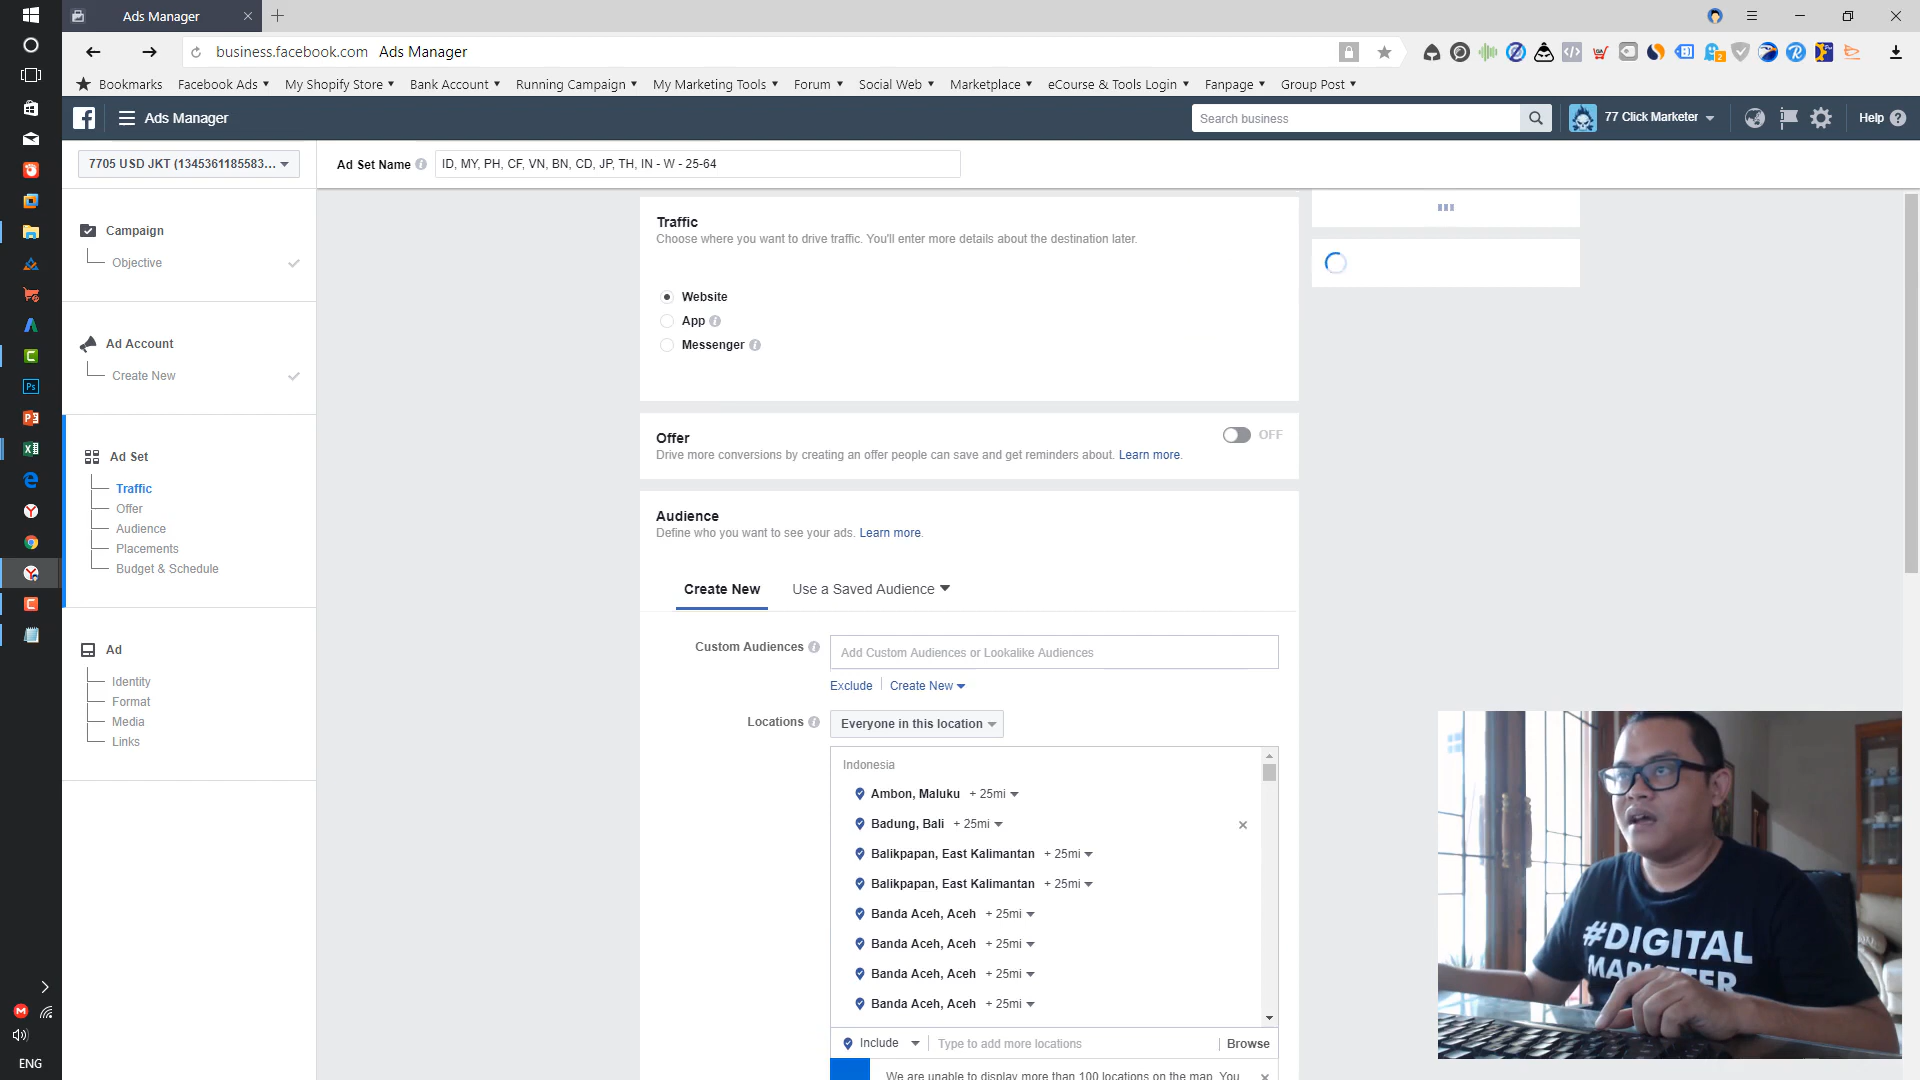 Ads Manager
business.facebook.com Ads Manager
Bookmarks Facebook Ads My Shopify Store Bank Account Running Campaign My Marketing Tools Forum Social Web Marketplace eCourse & Tools Login Fanpage Group Post
Ads Manager
Search business
77 Click Marketer
Help
7705 USD JKT (1345361185583...
Ad Set Name
ID, MY, PH, CF, VN, BN, CD, JP, TH, IN - W - 25-64
Campaign
Objective
Ad Account
Create New
Ad Set
Traffic
Offer
Audience
Placements
Budget & Schedule
Ad
Identity
Format
Media
Links
Traffic
Choose where you want to drive traffic. You'll enter more details about the destination later.
Website
App
Messenger
Offer
OFF
Drive more conversions by creating an offer people can save and get reminders about. Learn more.
Audience
Define who you want to see your ads. Learn more.
Create New Use a Saved Audience
Custom Audiences
Add Custom Audiences or Lookalike Audiences
Exclude Create New
Locations
Everyone in this location
Indonesia
Ambon, Maluku + 25mi
Badung, Bali + 25mi
Balikpapan, East Kalimantan + 25mi
Balikpapan, East Kalimantan + 25mi
Banda Aceh, Aceh + 25mi
Banda Aceh, Aceh + 25mi
Banda Aceh, Aceh + 25mi
Banda Aceh, Aceh + 25mi
Include Type to add more locations Browse
We are unable to display more than 100 locations on the map. You
ENG
#DIGITAL
MARKETER